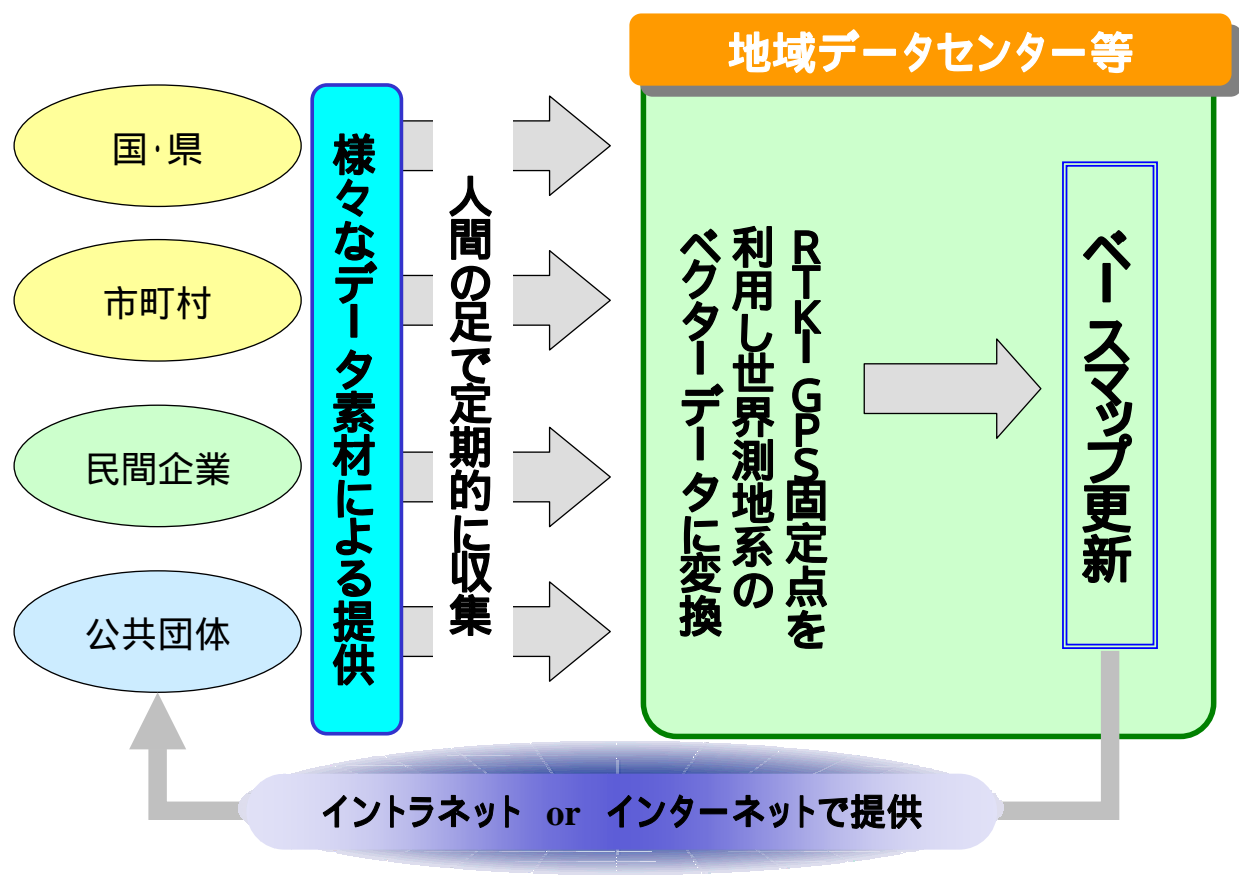 地域データセンター等
国・県
市町村
民間企業
公共団体
様々なデータ素材による提供
人間の足で定期的に収集
RTKーGPS固定点を
利用し世界測地系の
ベクターデータに変換
ベースマップ更新
イントラネット or インターネットで提供